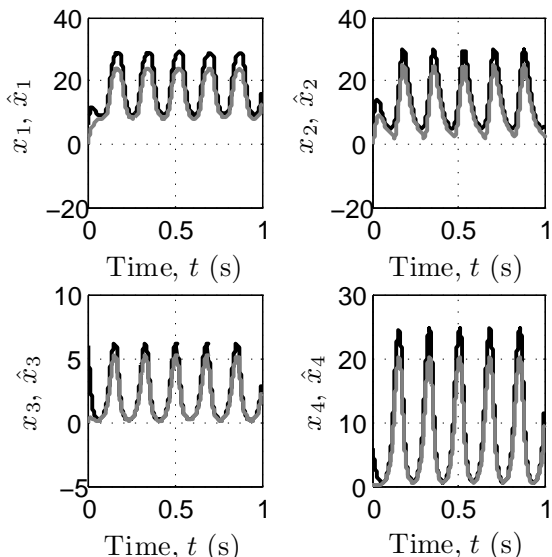 40
20
0
−20
x₁, x̂₁
0 0.5 1
Time, t (s)
40
20
0
−20
x₂, x̂₂
0 0.5 1
Time, t (s)
10
5
0
−5
x₃, x̂₃
0 0.5 1
Time, t (s)
30
20
10
0
x₄, x̂₄
0 0.5 1
Time, t (s)